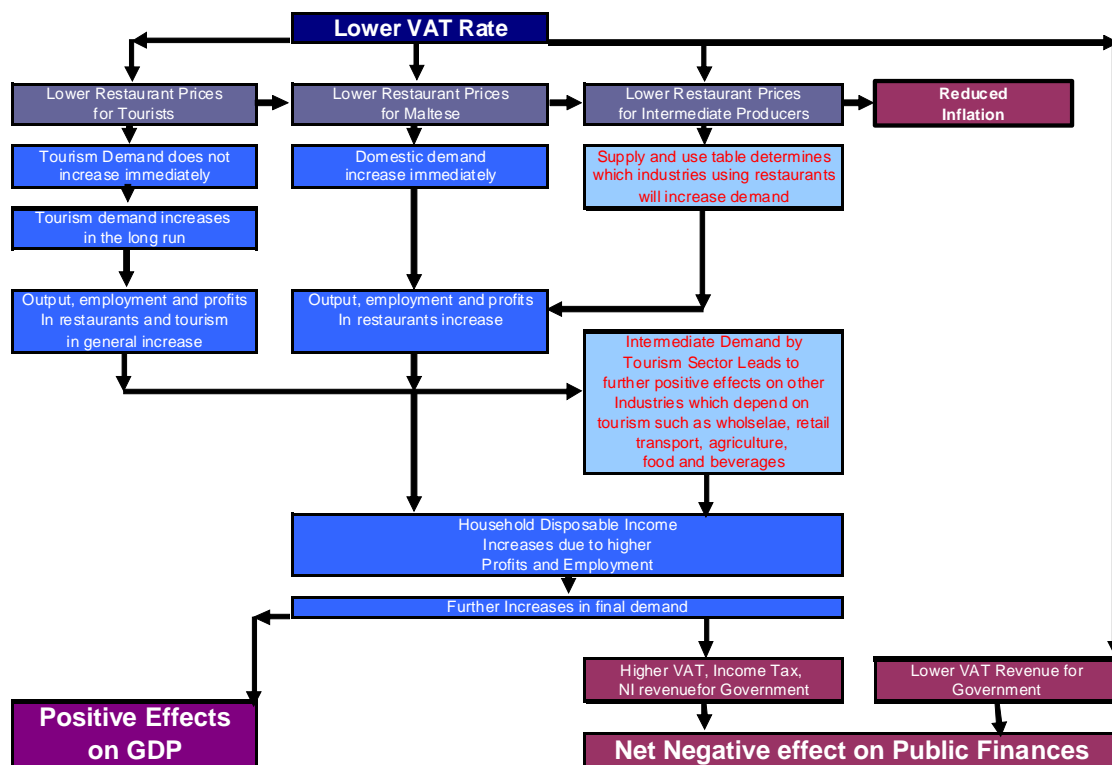 Lower VAT Rate
Lower Restaurant Prices
for Tourists
Lower Restaurant Prices
for Maltese
Lower Restaurant Prices
for Intermediate Producers
Reduced
Inflation
Tourism Demand does not
increase immediately
Domestic demand
increase immediately
Supply and use table determines
which industries using restaurants
will increase demand
Tourism demand increases
in the long run
Output, employment and profits
In restaurants and tourism
in general increase
Output, employment and profits
In restaurants increase
Intermediate Demand by
Tourism Sector Leads to
further positive effects on other
Industries which depend on
tourism such as wholselae, retail
transport, agriculture,
food and beverages
Household Disposable Income
Increases due to higher
Profits and Employment
Further Increases in final demand
Higher VAT, Income Tax,
NI revenuefor Government
Lower VAT Revenue for
Government
Positive Effects
on GDP
Net Negative effect on Public Finances